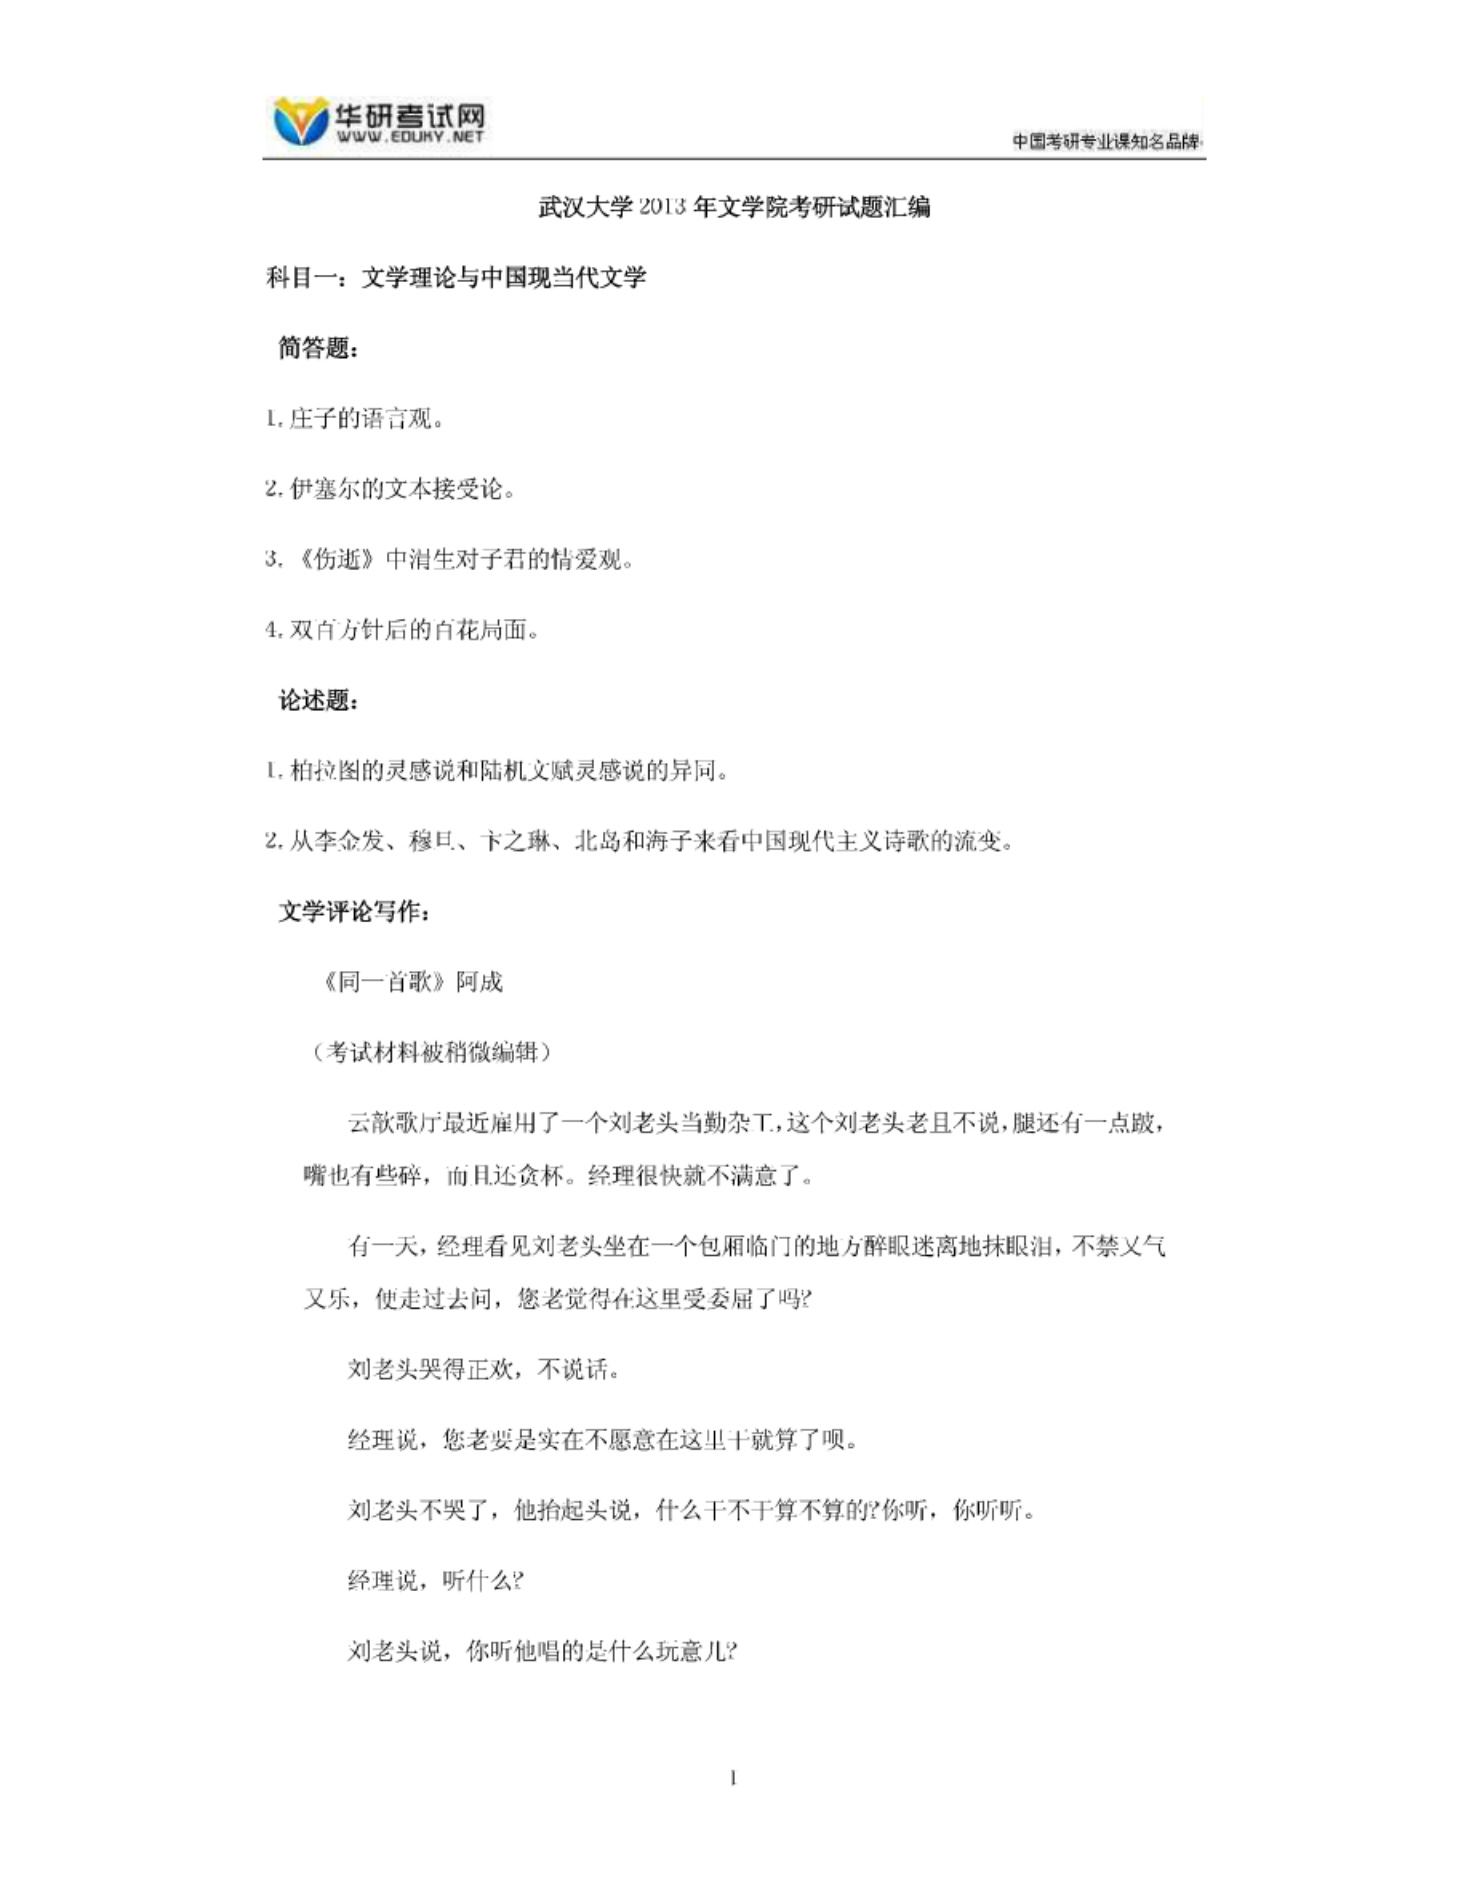 华研考试网
WWW.EDUKY.NET
中国考研专业课知名品牌
武汉大学 2013 年文学院考研试题汇编
科目一：文学理论与中国现当代文学
简答题：
1. 庄子的语言观。
2. 伊塞尔的文本接受论。
3. 《伤逝》中涓生对子君的情爱观。
4. 双百方针后的百花局面。
论述题：
1. 柏拉图的灵感说和陆机文赋灵感说的异同。
2. 从李金发、穆旦、卞之琳、北岛和海子来看中国现代主义诗歌的流变。
文学评论写作：
《同一首歌》阿成
（考试材料被稍微编辑）
云歆歌厅最近雇用了一个刘老头当勤杂工，这个刘老头老且不说，腿还有一点跛，
嘴也有些碎，而且还贪杯。经理很快就不满意了。
有一天，经理看见刘老头坐在一个包厢临门的地方醉眼迷离地抹眼泪，不禁又气
又乐，便走过去问，您老觉得在这里受委屈了吗?
刘老头哭得正欢，不说话。
经理说，您老要是实在不愿意在这里干就算了呗。
刘老头不哭了，他抬起头说，什么干不干算不算的?你听，你听听。
经理说，听什么?
刘老头说，你听他唱的是什么玩意儿?
1